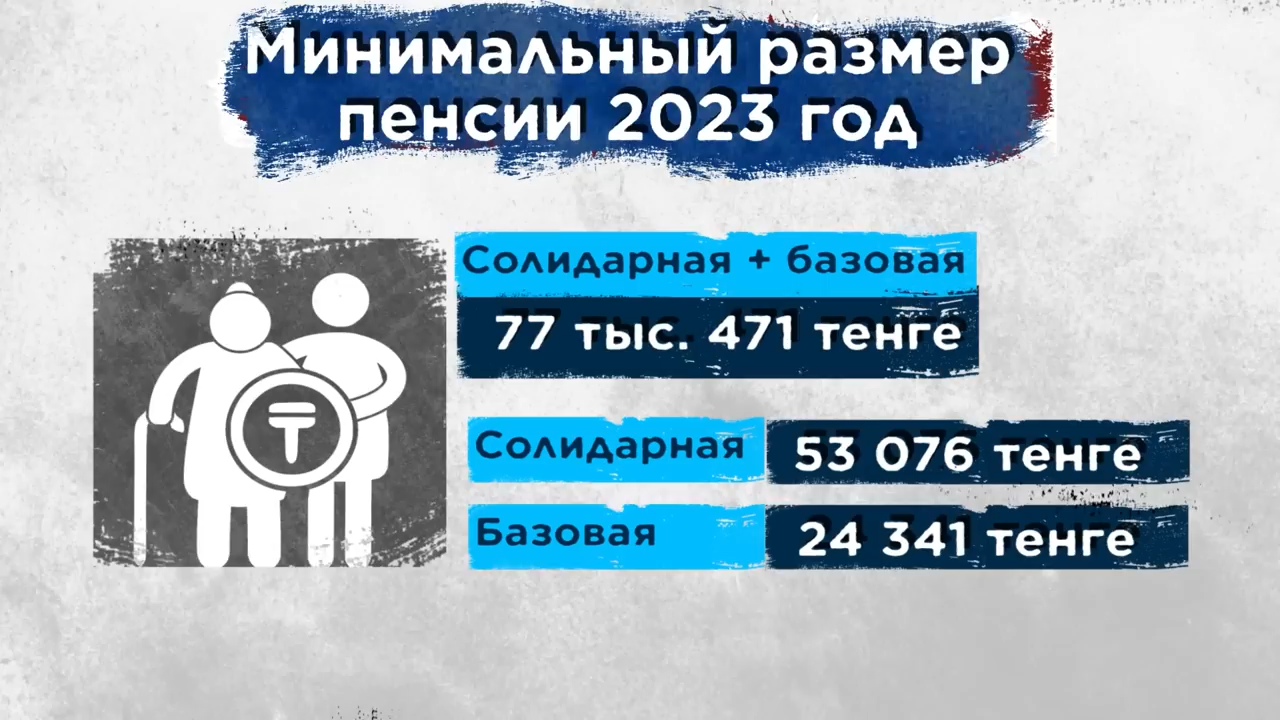 Минимальный размер
пенсии 2023 год
Солидарная + базовая
77 тыс. 471 тенге
Солидарная 53 076 тенге
Базовая 24 341 тенге